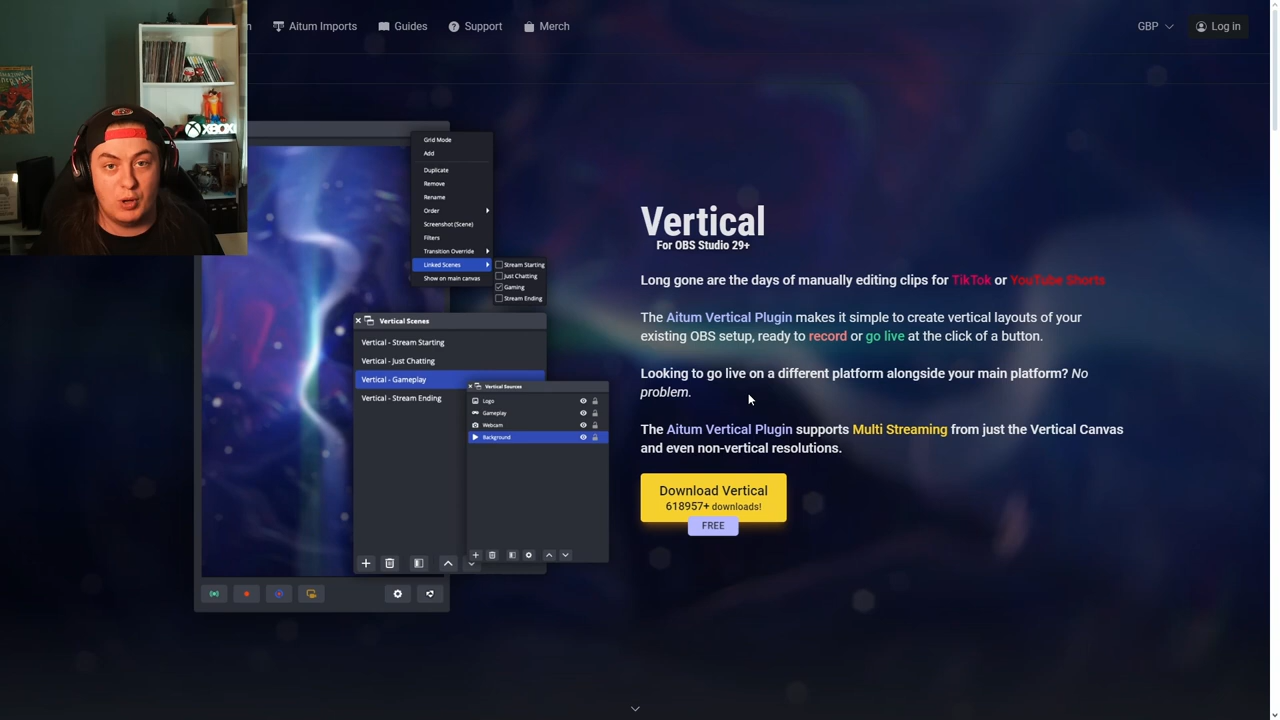 Aitum Imports
Guides
Support
Merch
GBP
Log in
XBOX
Grid Mode
Add
Duplicate
Remove
Rename
Order
Screenshot (Scene)
Filters
Transition Override
Linked Scenes
Show on main canvas
Stream Starting
Just Chatting
Gaming
Stream Ending
Vertical Scenes
Vertical - Stream Starting
Vertical - Just Chatting
Vertical - Gameplay
Vertical - Stream Ending
Vertical Sources
Logo
Gameplay
Webcam
Background
Vertical
For OBS Studio 29+
Long gone are the days of manually editing clips for TikTok or YouTube Shorts
The Aitum Vertical Plugin makes it simple to create vertical layouts of your
existing OBS setup, ready to record or go live at the click of a button.
Looking to go live on a different platform alongside your main platform? No
problem.
The Aitum Vertical Plugin supports Multi Streaming from just the Vertical Canvas
and even non-vertical resolutions.
Download Vertical
618957+ downloads!
FREE